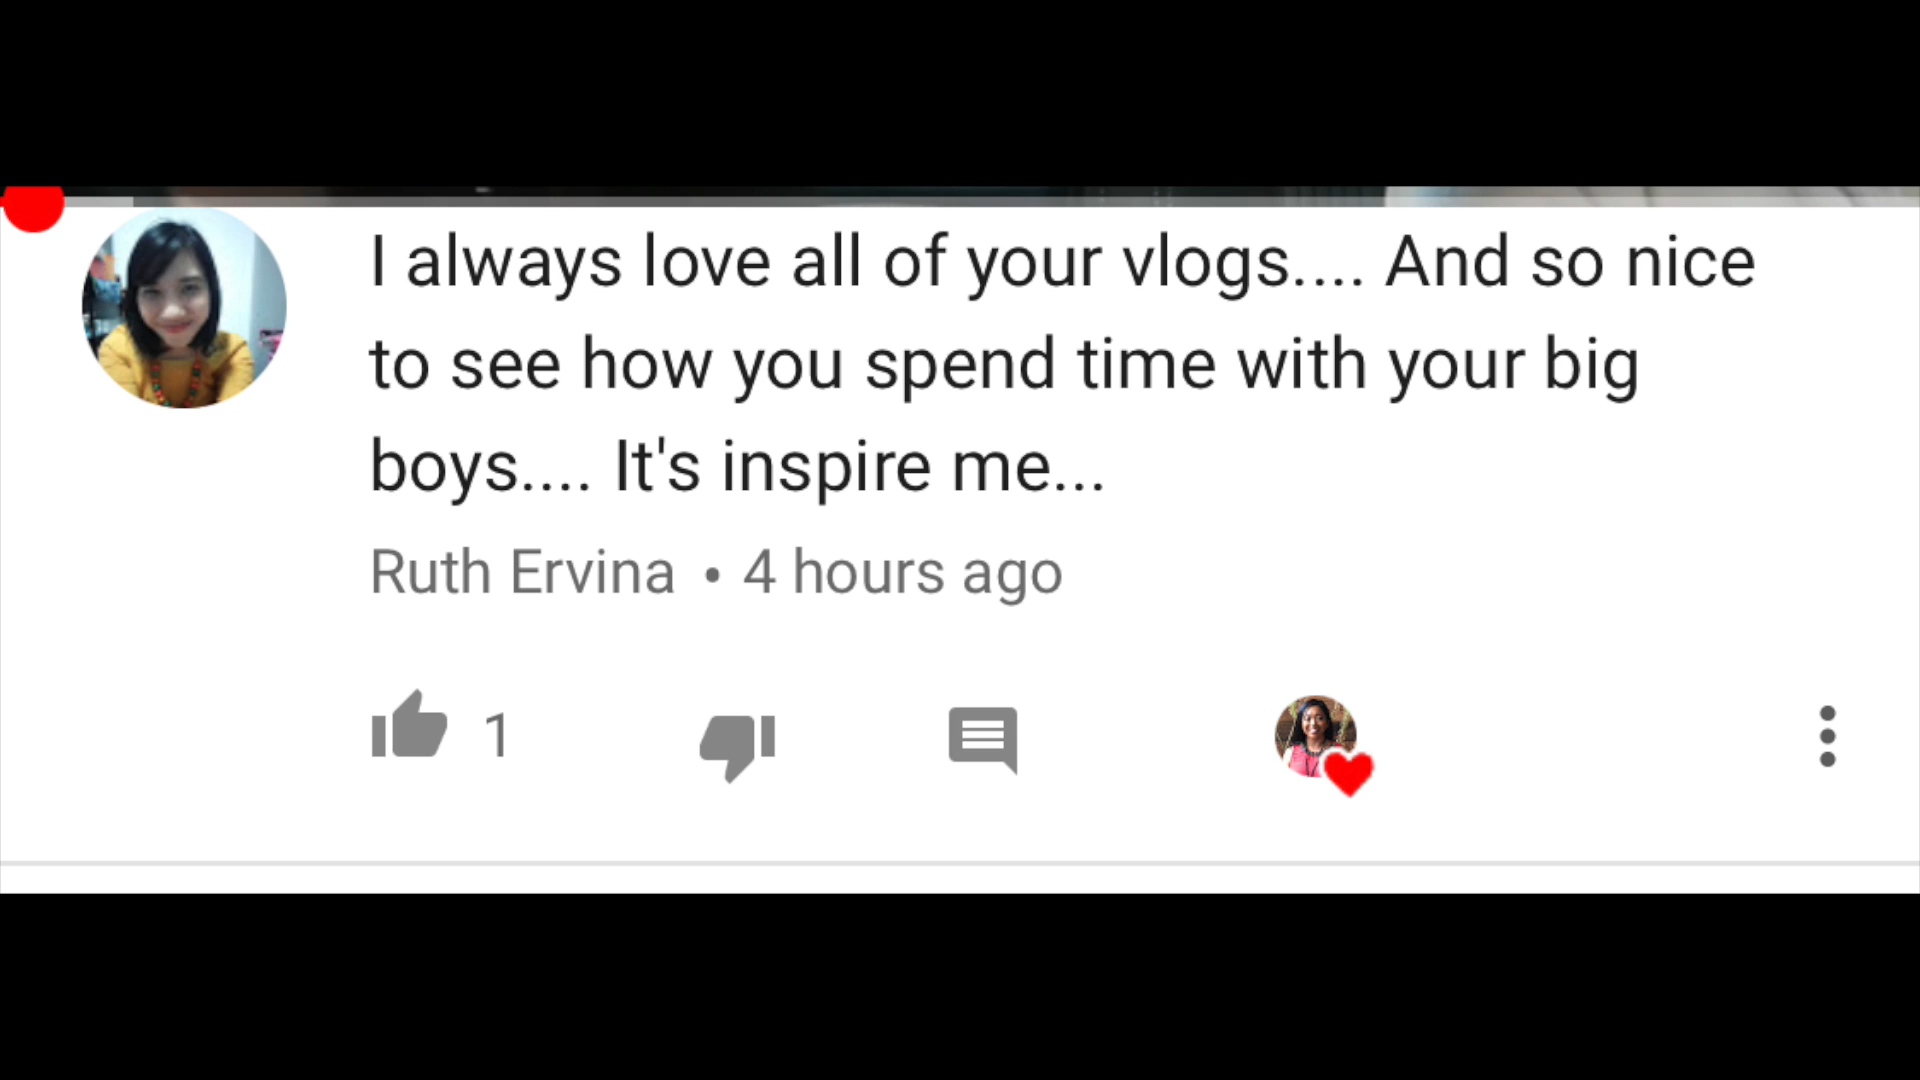 I always love all of your vlogs.... And so nice
to see how you spend time with your big
boys.... It's inspire me...
Ruth Ervina • 4 hours ago
1